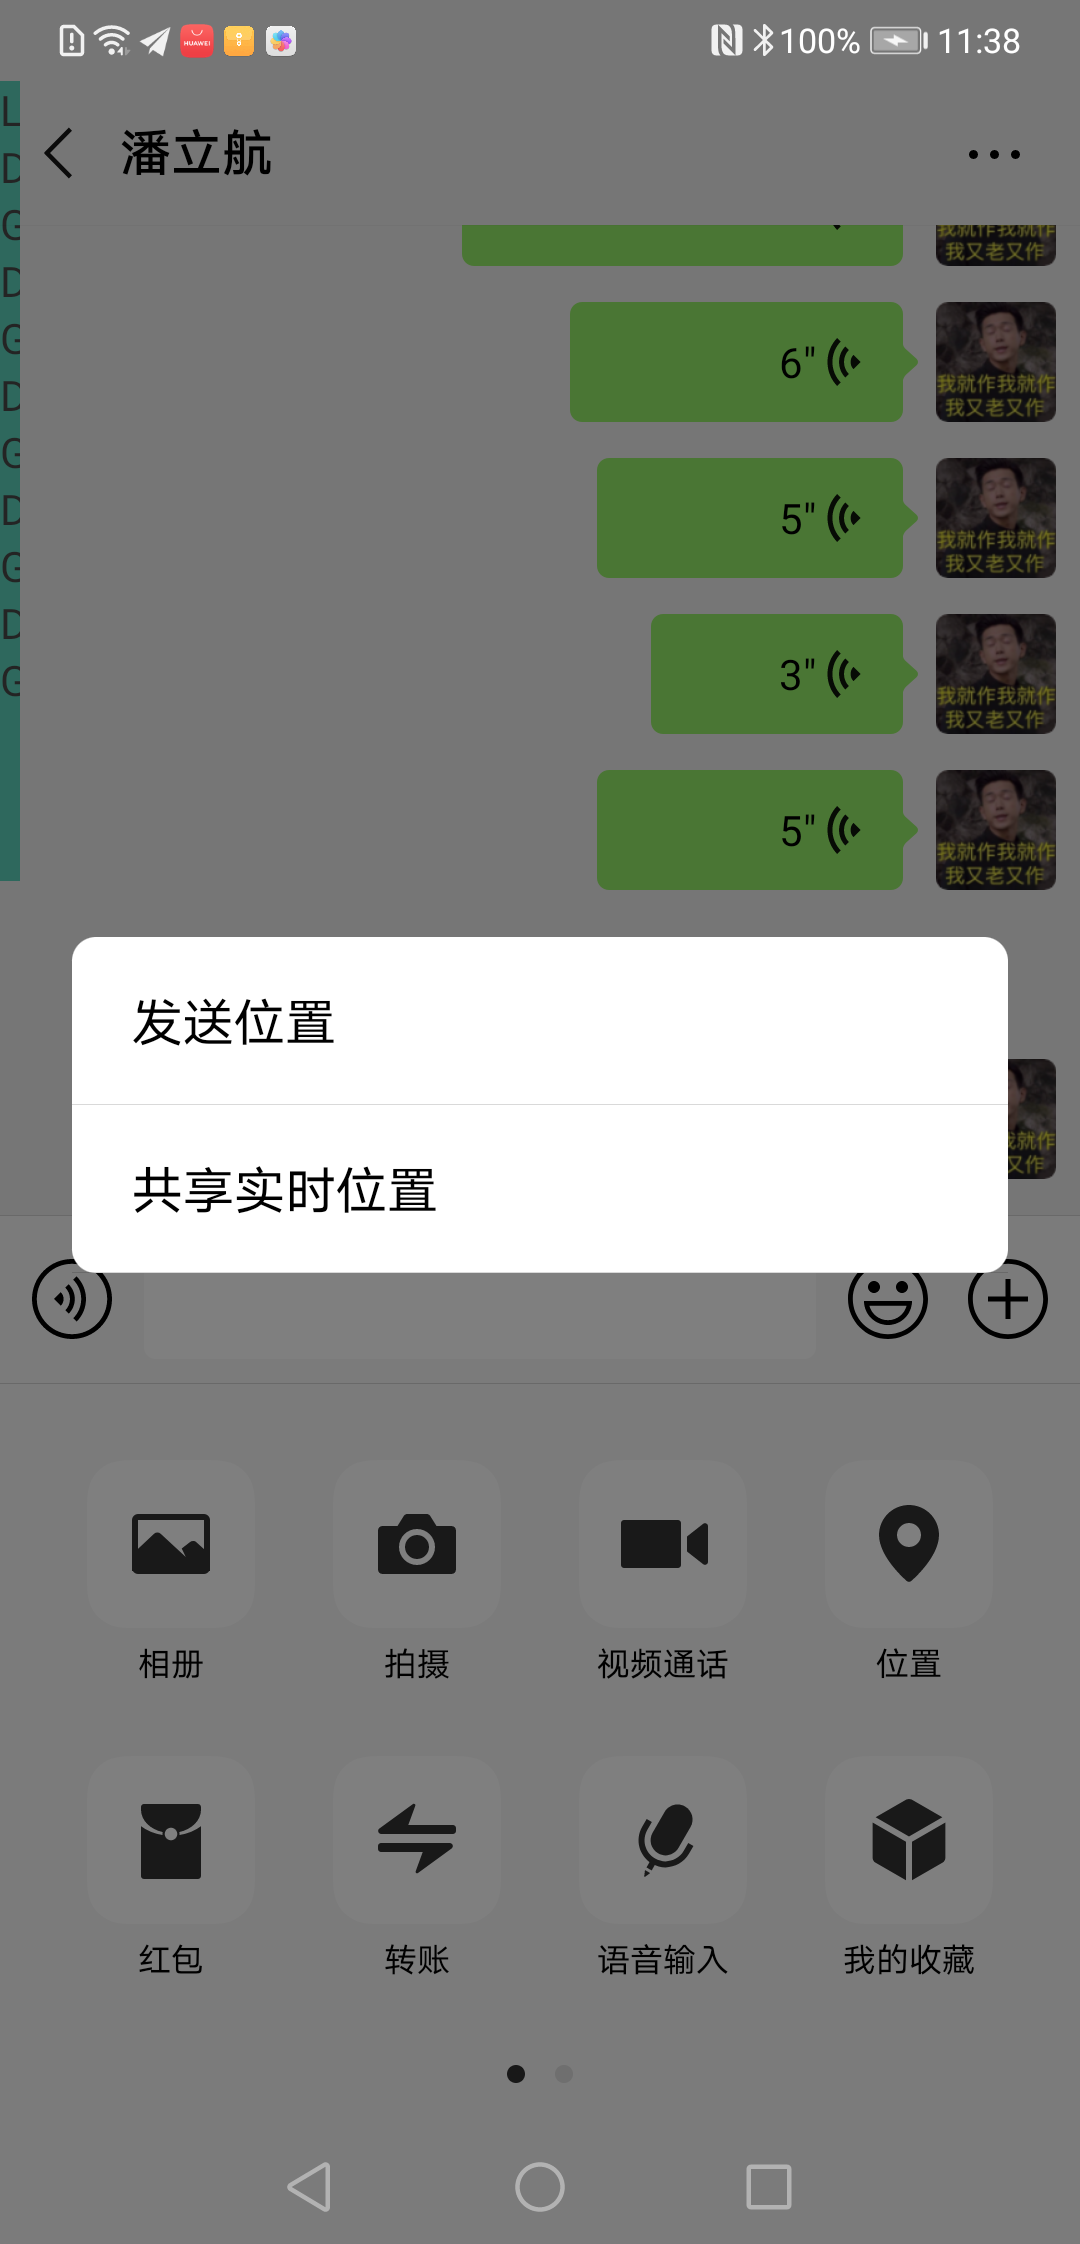 HUAWEI
100%
11:38
潘立航
L
D
G
D
G
D
G
D
G
D
G
我就作我就作
我又老又作
6"
我就作我就作
我又老又作
5"
我就作我就作
我又老又作
3"
我就作我就作
我又老又作
5"
我就作我就作
我又老又作
发送位置
共享实时位置
就作
又作
相册
拍摄
视频通话
位置
红包
转账
语音输入
我的收藏